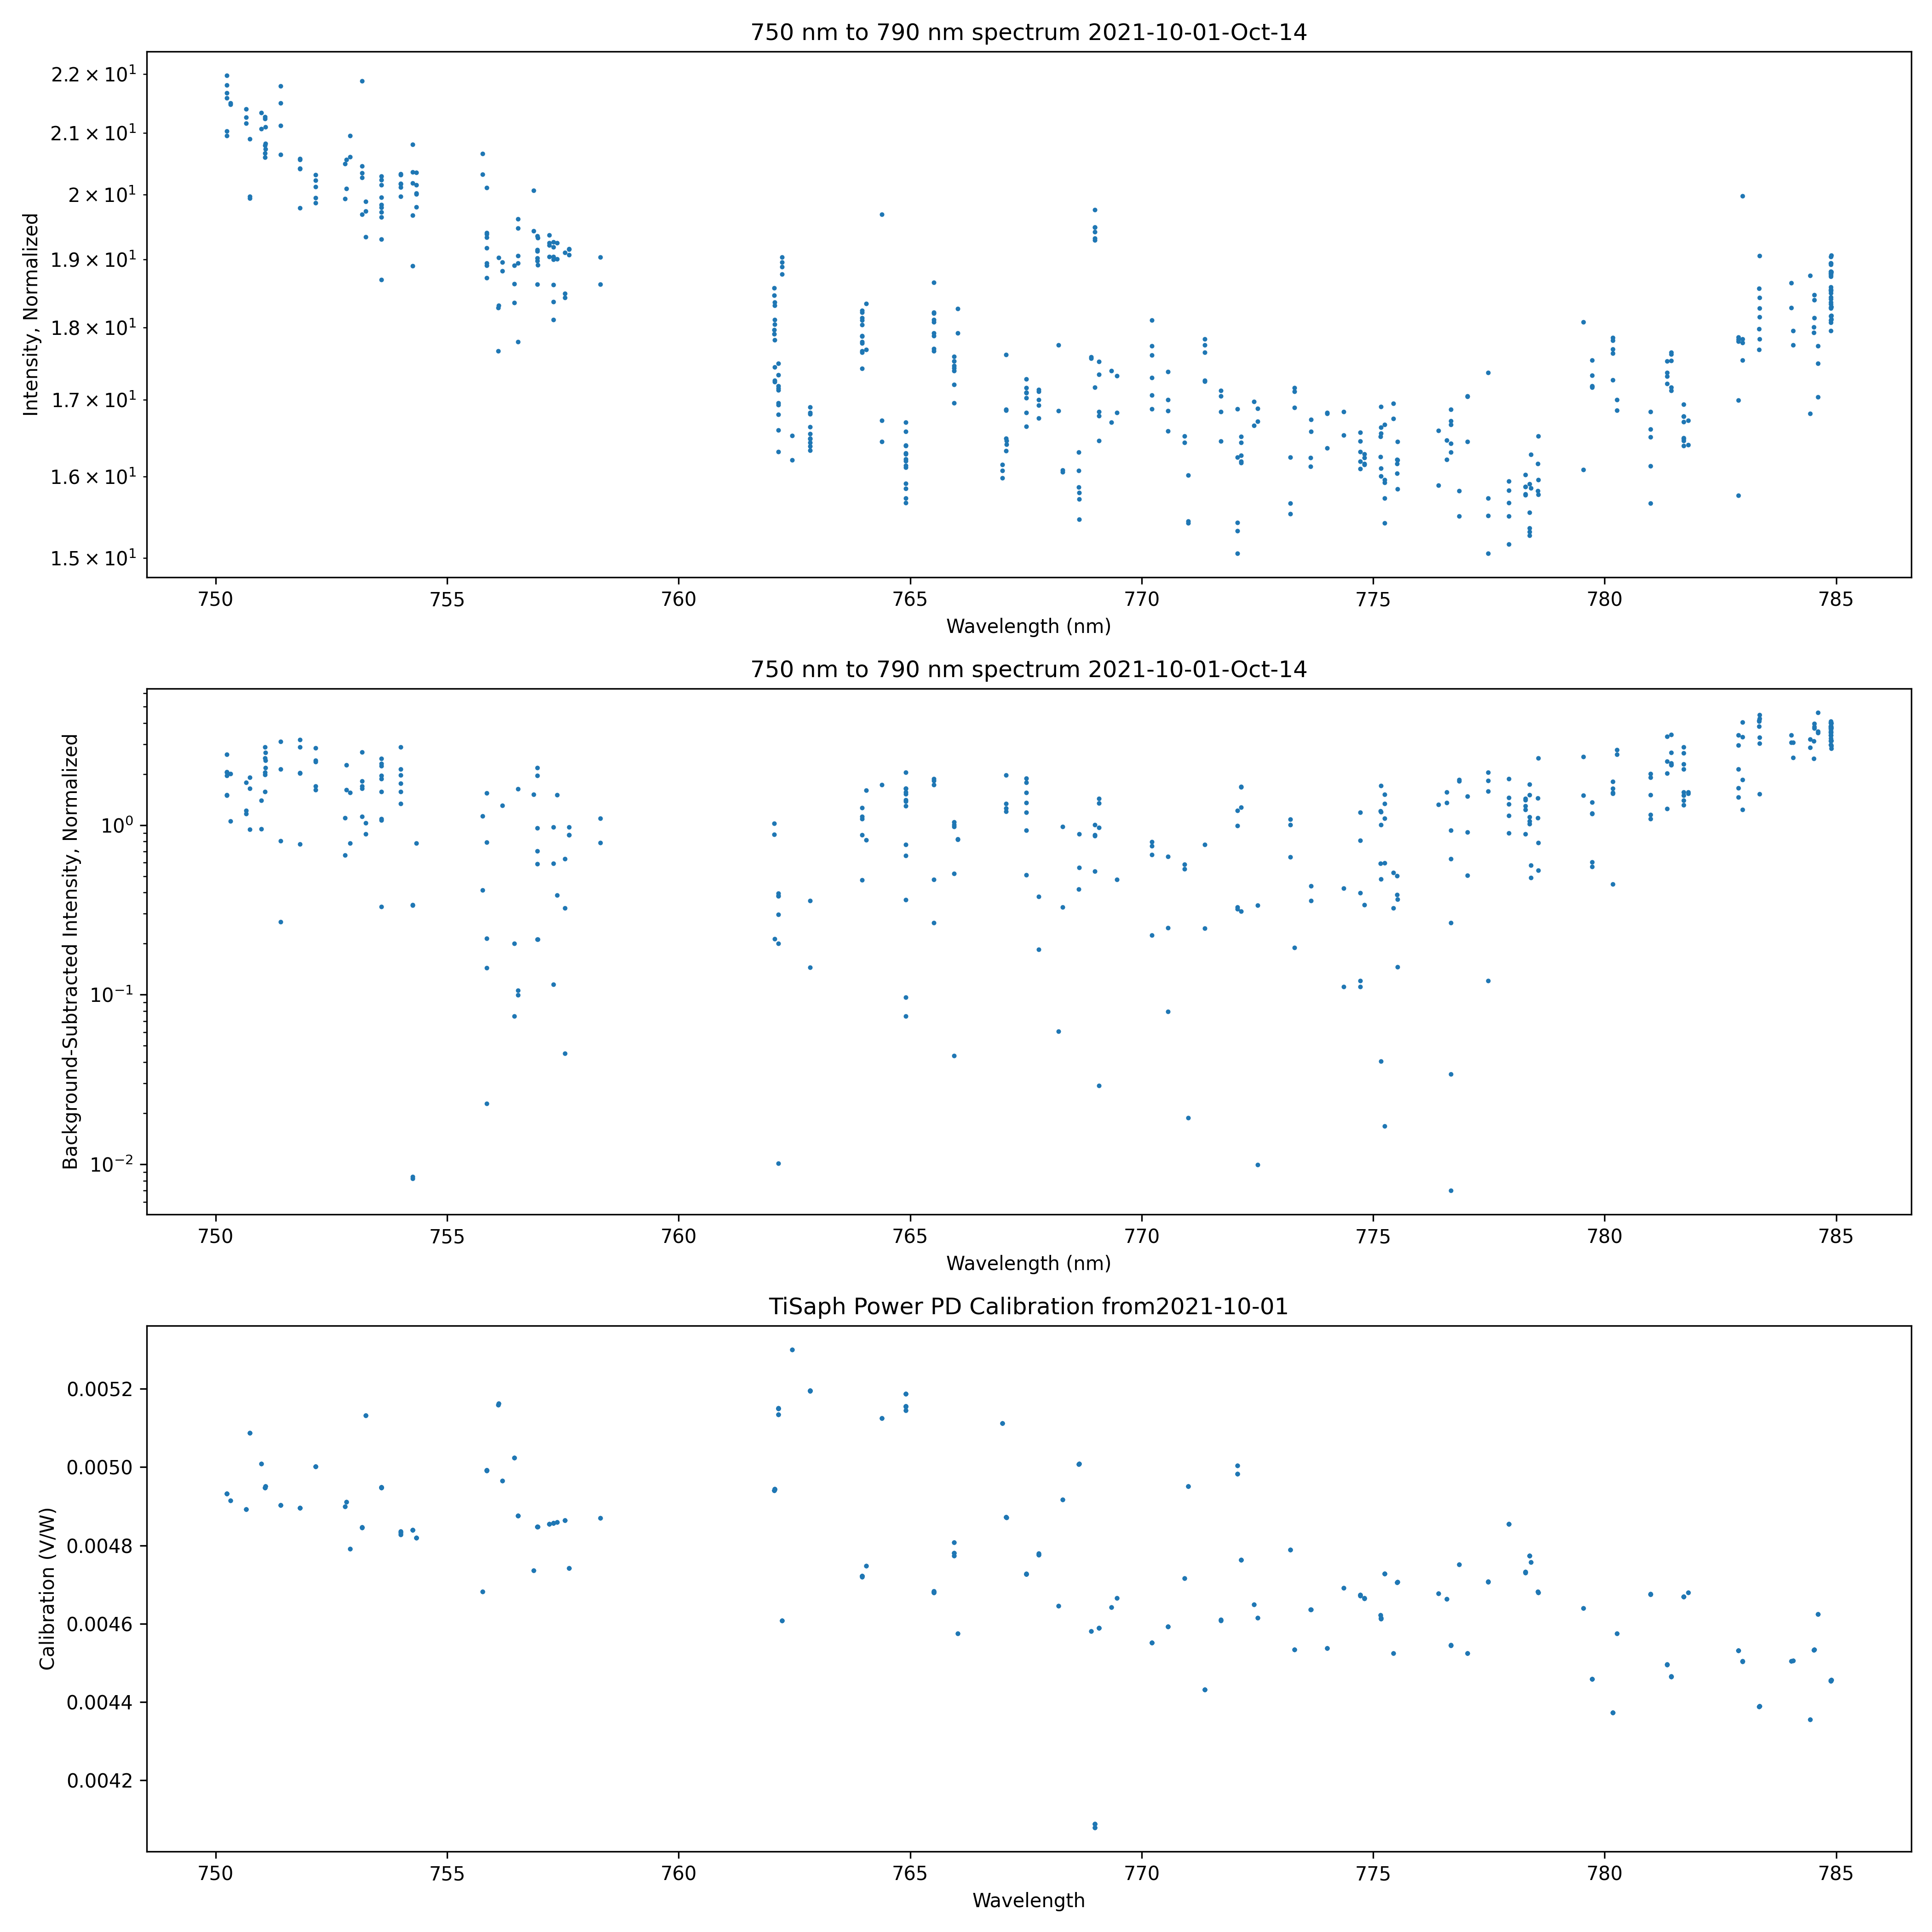 750 nm to 790 nm spectrum 2021-10-01-Oct-14
Intensity, Normalized
2.2 × 10¹
2.1 × 10¹
2 × 10¹
1.9 × 10¹
1.8 × 10¹
1.7 × 10¹
1.6 × 10¹
1.5 × 10¹
750 755 760 765 770 775 780 785
Wavelength (nm)
750 nm to 790 nm spectrum 2021-10-01-Oct-14
Background-Subtracted Intensity, Normalized
10⁰
10⁻¹
10⁻²
750 755 760 765 770 775 780 785
Wavelength (nm)
TiSaph Power PD Calibration from2021-10-01
Calibration (V/W)
0.0052
0.0050
0.0048
0.0046
0.0044
0.0042
750 755 760 765 770 775 780 785
Wavelength